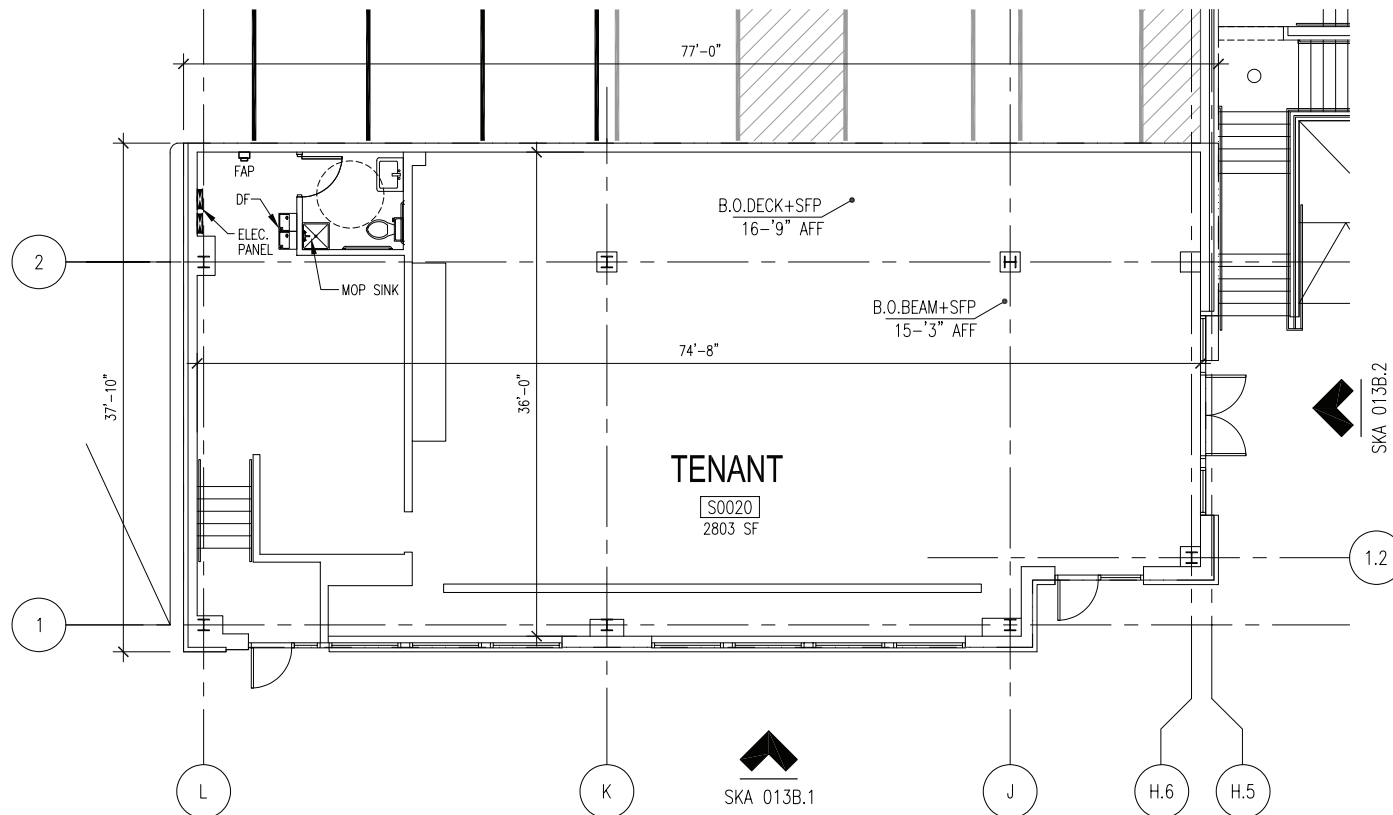 77'-0"
FAP
DF
ELEC.
PANEL
B.O.DECK+SFP
16-'9" AFF
2
MOP SINK
B.O.BEAM+SFP
15-'3" AFF
74'-8"
37'-10"
36'-0"
SKA 013B.2
TENANT
S0020
2803 SF
1.2
1
L
K
J
H.6
H.5
SKA 013B.1